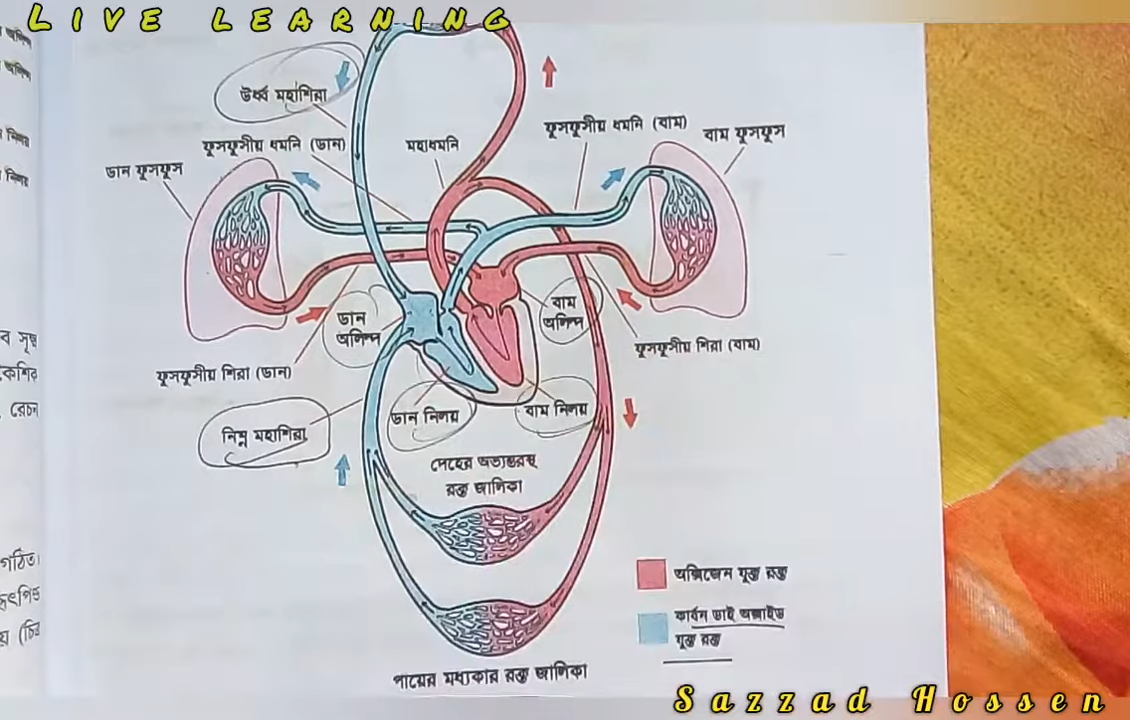 LIVE LEARNING
উর্ধ্ব মহাশিরা
ফুসফুসীয় ধমনি (ডান)
মহাধমনি
ফুসফুসীয় ধমনি (বাম)
বাম ফুসফুস
ডান ফুসফুস
ডান
অলিন্দ
বাম
অলিন্দ
ফুসফুসীয় শিরা (বাম)
ফুসফুসীয় শিরা (ডান)
ডান নিলয়
বাম নিলয়
নিম্ন মহাশিরা
দেহের অভ্যন্তরস্থ
রক্ত জালিকা
অক্সিজেন যুক্ত রক্ত
কার্বন ডাই অক্সাইড
যুক্ত রক্ত
পায়ের মধ্যকার রক্ত জালিকা
Sazzad Hossen